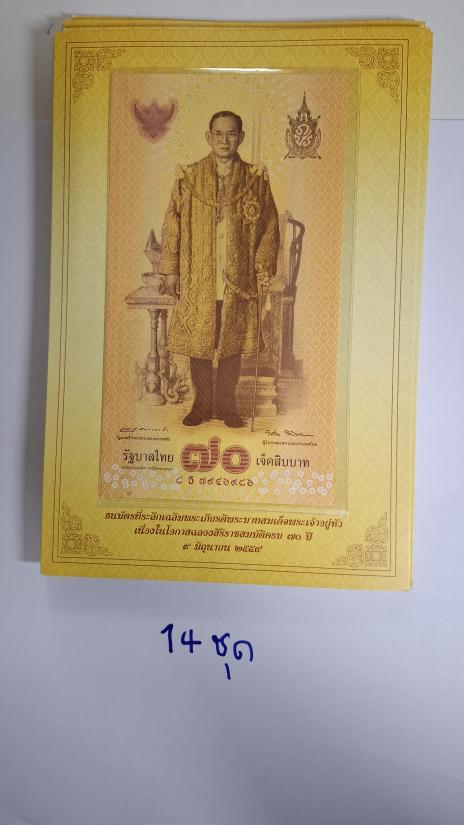 รัฐบาลไทย ๗๐ เจ็ดสิบบาท
๘ ธ ๗๙๔๖๙๘๖
ธนบัตรที่ระลึกเฉลิมพระเกียรติพระบาทสมเด็จพระเจ้าอยู่หัว
เนื่องในโอกาสฉลองสิริราชสมบัติครบ ๗๐ ปี
๙ มิถุนายน ๒๕๕๙
14 ชุด